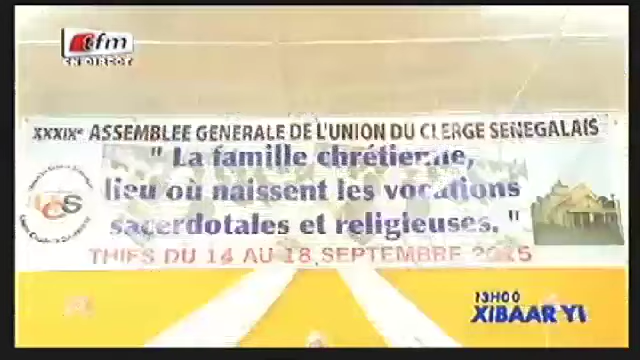 tfm
EN DIRECT
XXXIXe ASSEMBLEE GENERALE DE L'UNION DU CLERGE SENEGALAIS
" La famille chrétienne,
lieu où naissent les vocations
sacerdotales et religieuses. "
UCS
THIES DU 14 AU 18 SEPTEMBRE 2015
13H00
XIBAAR YI